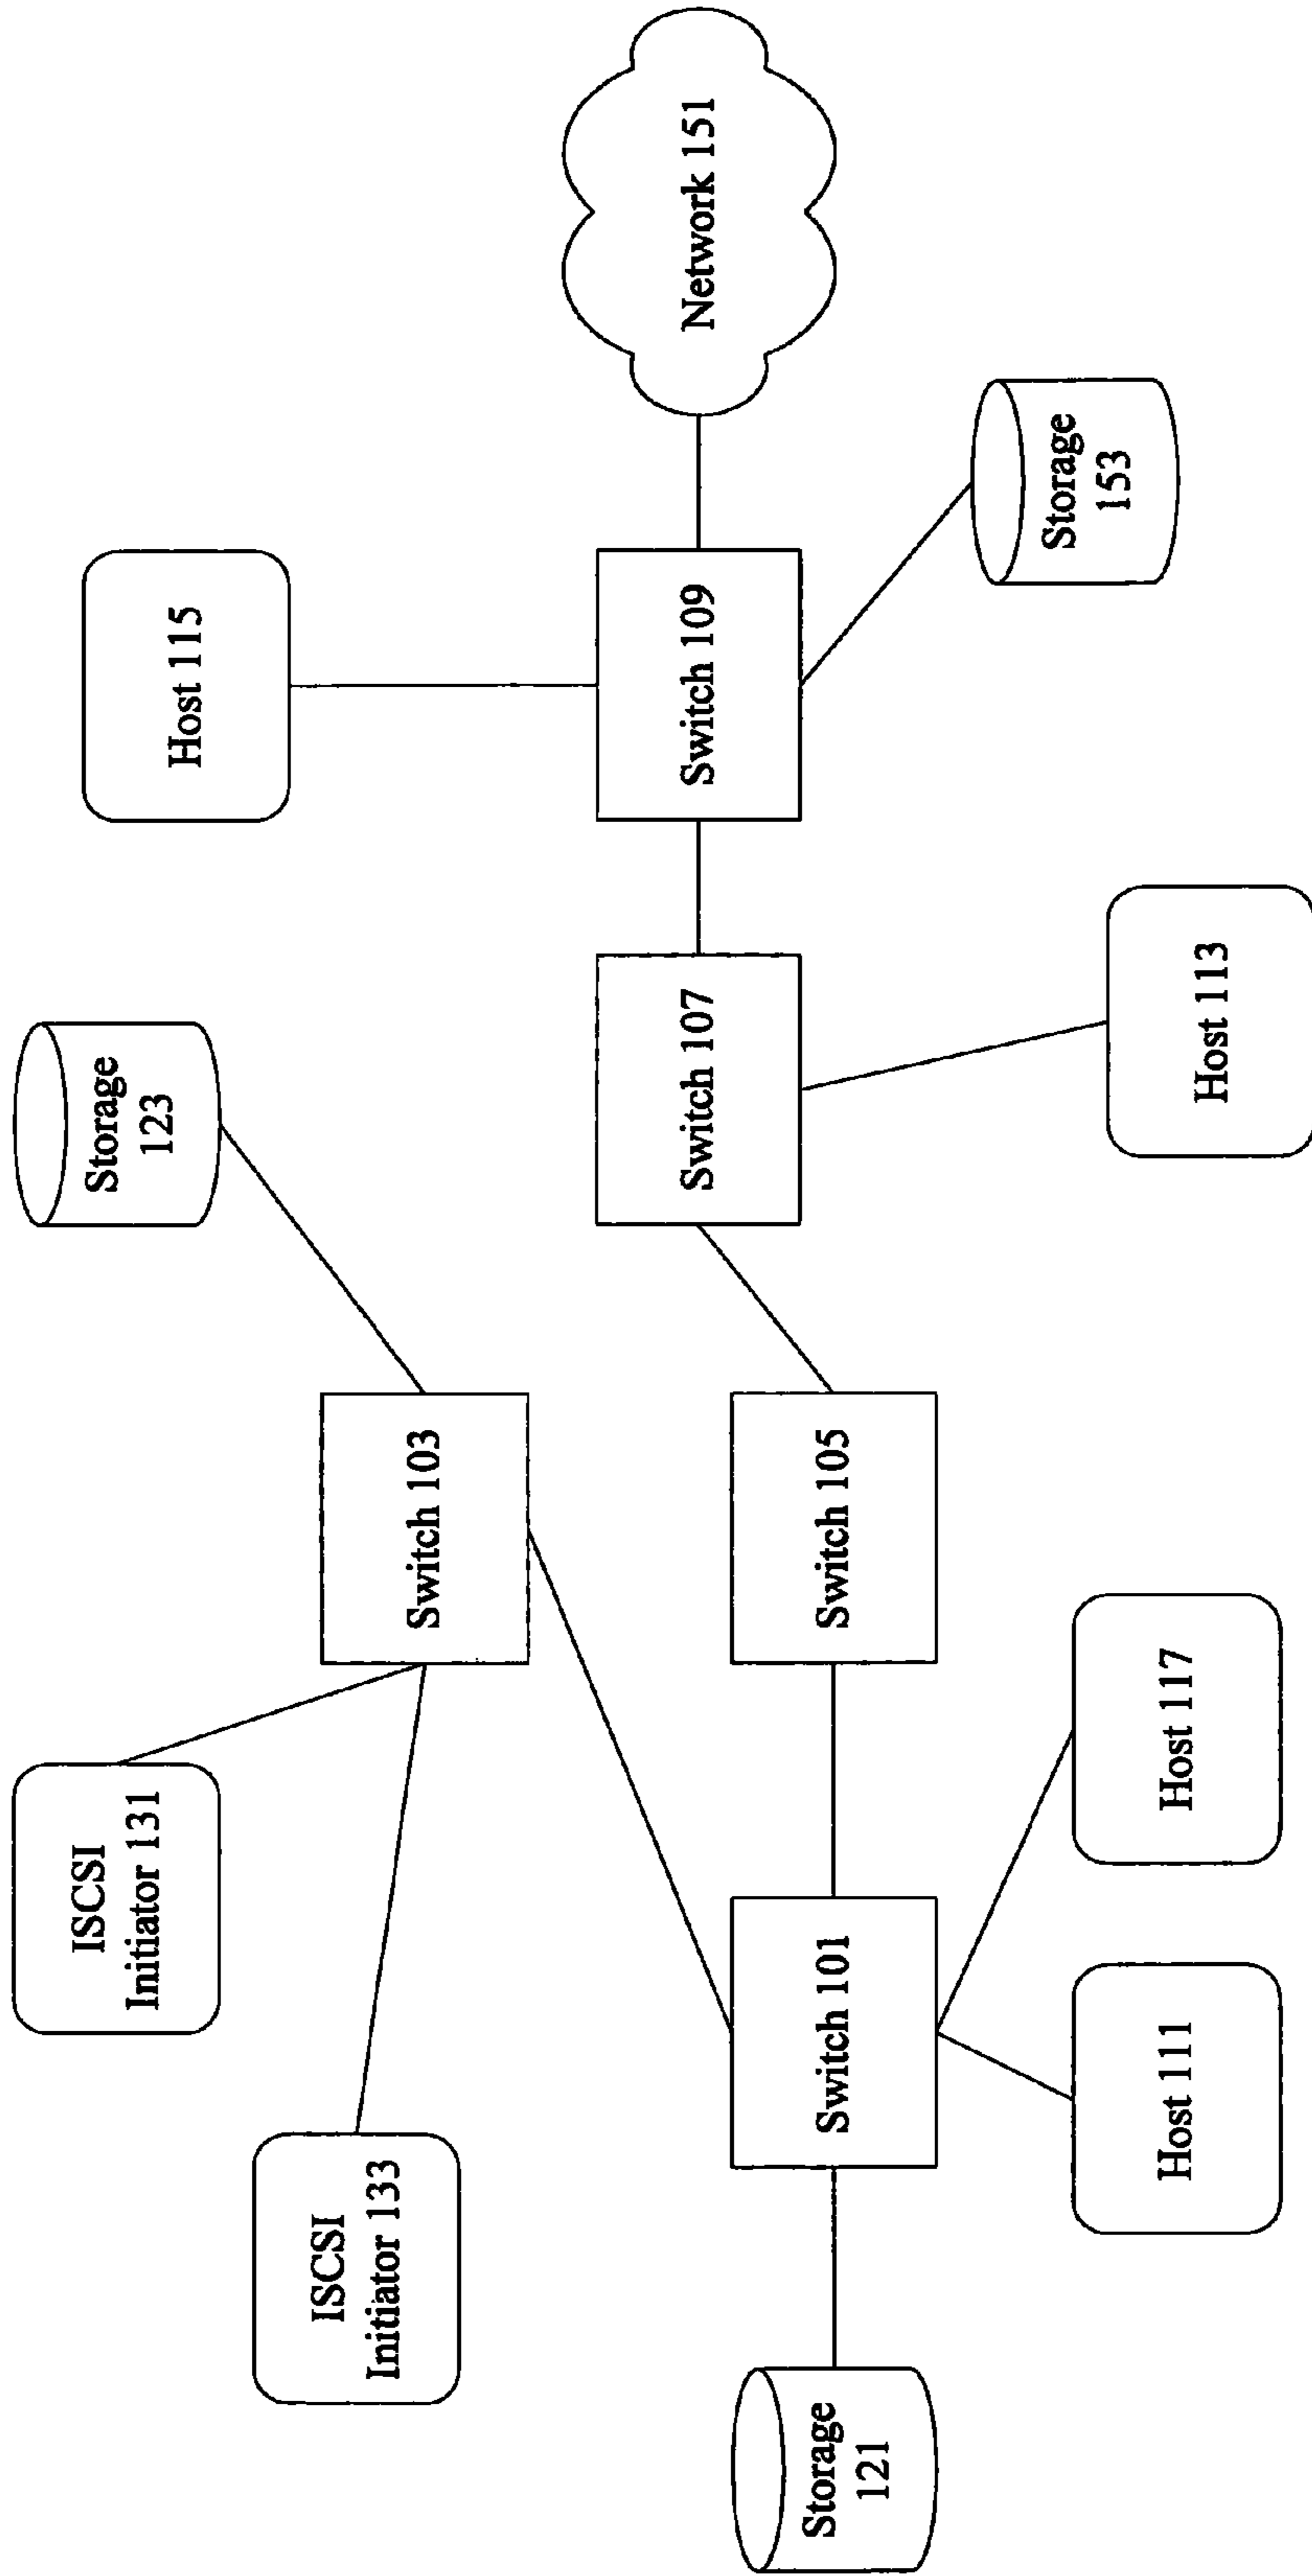 ISCSI
Initiator 131
Storage
123
Host 115
ISCSI
Initiator 133
Switch 103
Switch 107
Switch 109
Network 151
Storage
121
Switch 101
Switch 105
Storage
153
Host 111
Host 117
Host 113